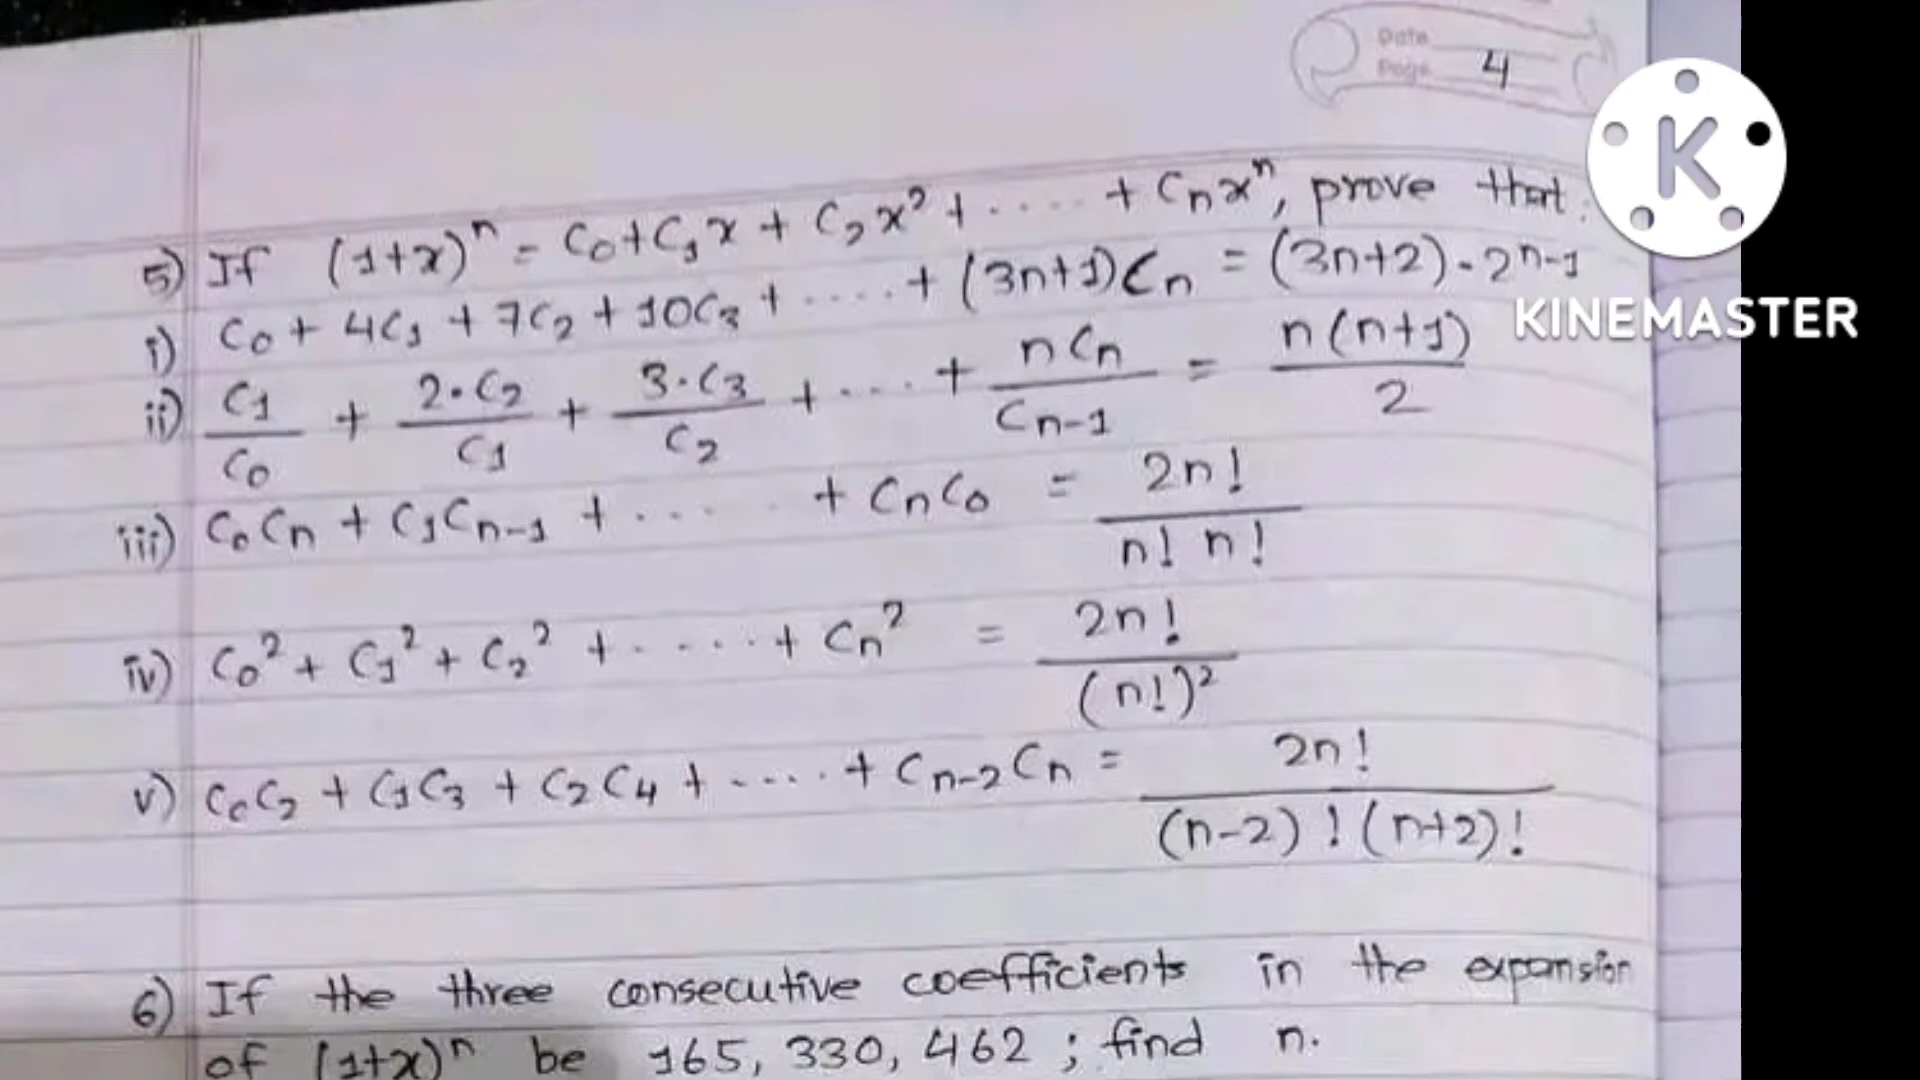 Date
Page 4
5) If (1+x)ⁿ = C₀+C₁x + C₂x² + ..... + Cₙxⁿ, prove that:
i) C₀ + 4C₁ + 7C₂ + 10C₃ + .....+ (3n+1)Cₙ = (3n+2)·2ⁿ⁻¹
ii) C₁/C₀ + 2·C₂/C₁ + 3·C₃/C₂ + .... + nCₙ/Cₙ₋₁ = n(n+1)/2
iii) C₀Cₙ + C₁Cₙ₋₁ + ..... + CₙC₀ = 2n!/n! n!
iv) C₀² + C₁² + C₂² + .....+ Cₙ² = 2n!/(n!)²
v) C₀C₂ + C₁C₃ + C₂C₄ + .....+ Cₙ₋₂Cₙ = 2n!/(n-2)!(n+2)!
6) If the three consecutive coefficients in the expansion
of (1+x)ⁿ be 165, 330, 462 ; find n.
K
KINEMASTER